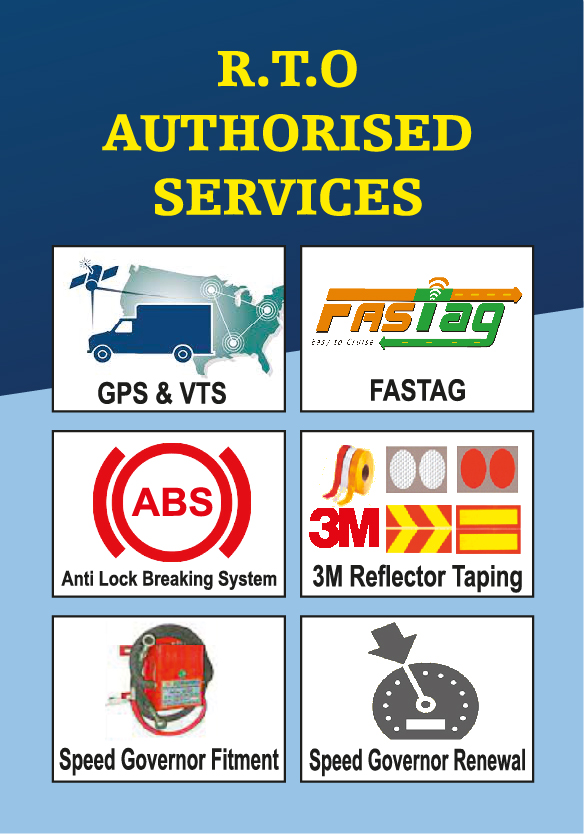 R.T.O
AUTHORISED
SERVICES
FasTag
Easy to Cruise
GPS & VTS
FASTAG
ABS
3M
Anti Lock Breaking System
3M Reflector Taping
Speed Governor Fitment
Speed Governor Renewal